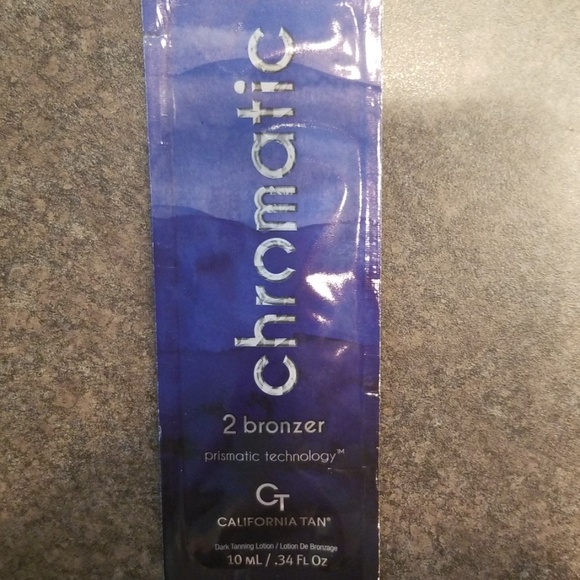 chromatic
2 bronzer
prismatic technology™
CT
CALIFORNIA TAN®
Dark Tanning Lotion / Lotion De Bronzage
10 mL / .34 Fl Oz